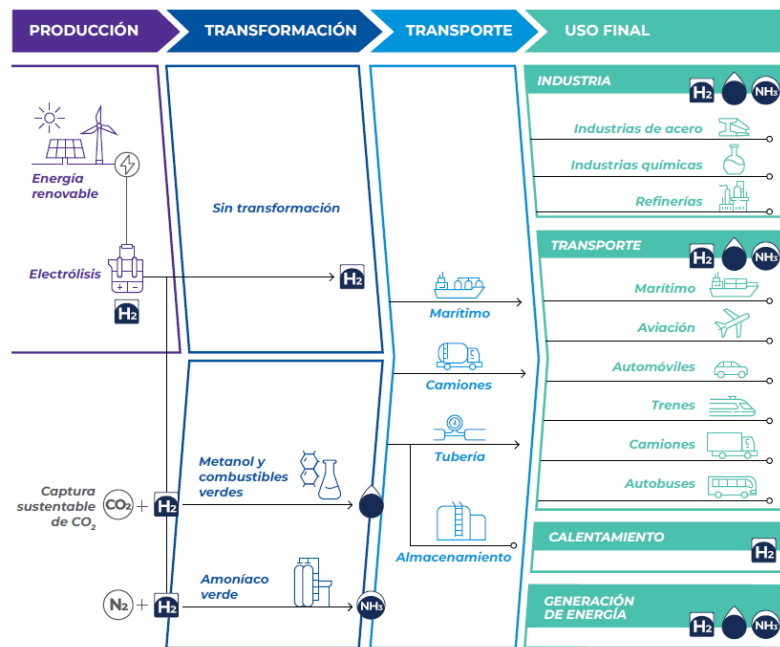 PRODUCCIÓN
TRANSFORMACIÓN
TRANSPORTE
USO FINAL
Energía
renovable
Electrólisis
+ −
H₂
Sin transformación
H₂
Captura
sustentable
de CO₂
CO₂ + H₂
Metanol y
combustibles
verdes
N₂ + H₂
Amoníaco
verde
NH₃
Marítimo
Camiones
Tubería
Almacenamiento
INDUSTRIA
H₂ NH₃
Industrias de acero
Industrias químicas
Refinerías
TRANSPORTE
H₂ NH₃
Marítimo
Aviación
Automóviles
Trenes
Camiones
Autobuses
CALENTAMIENTO
H₂
GENERACIÓN
DE ENERGÍA
H₂ NH₃